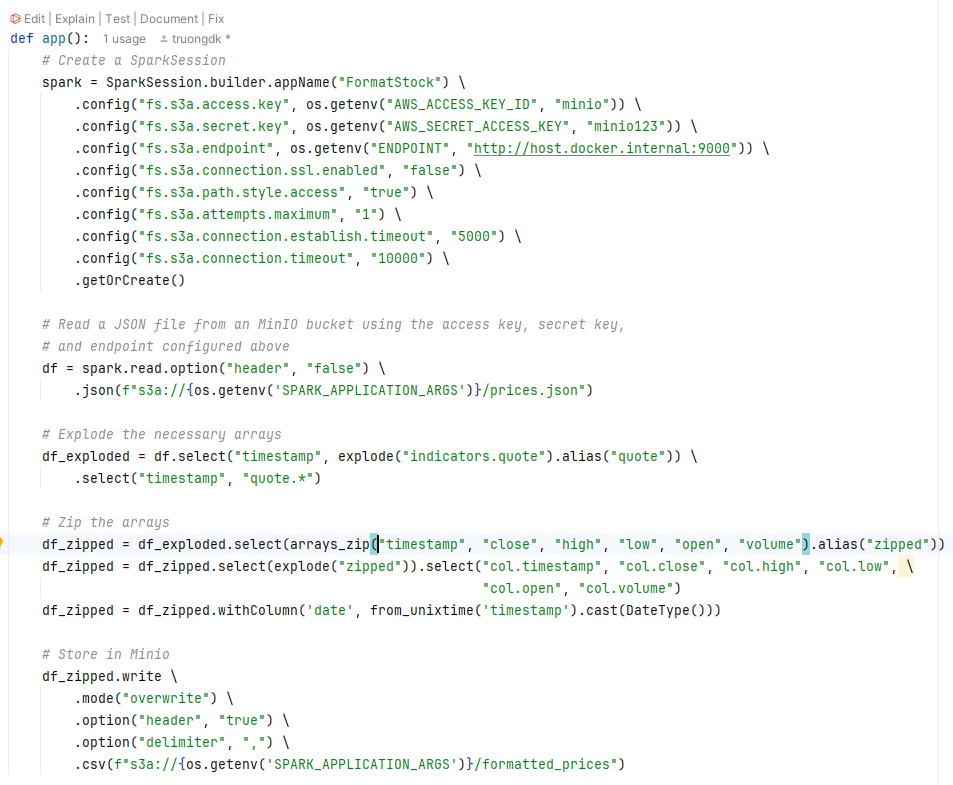 Edit | Explain | Test | Document | Fix
def app():  1 usage  truongdk *
    # Create a SparkSession
    spark = SparkSession.builder.appName("FormatStock") \
        .config("fs.s3a.access.key", os.getenv("AWS_ACCESS_KEY_ID", "minio")) \
        .config("fs.s3a.secret.key", os.getenv("AWS_SECRET_ACCESS_KEY", "minio123")) \
        .config("fs.s3a.endpoint", os.getenv("ENDPOINT", "http://host.docker.internal:9000")) \
        .config("fs.s3a.connection.ssl.enabled", "false") \
        .config("fs.s3a.path.style.access", "true") \
        .config("fs.s3a.attempts.maximum", "1") \
        .config("fs.s3a.connection.establish.timeout", "5000") \
        .config("fs.s3a.connection.timeout", "10000") \
        .getOrCreate()

    # Read a JSON file from an MinIO bucket using the access key, secret key,
    # and endpoint configured above
    df = spark.read.option("header", "false") \
        .json(f"s3a://{os.getenv('SPARK_APPLICATION_ARGS')}/prices.json")

    # Explode the necessary arrays
    df_exploded = df.select("timestamp", explode("indicators.quote").alias("quote")) \
        .select("timestamp", "quote.*")

    # Zip the arrays
    df_zipped = df_exploded.select(arrays_zip("timestamp", "close", "high", "low", "open", "volume").alias("zipped"))
    df_zipped = df_zipped.select(explode("zipped")).select("col.timestamp", "col.close", "col.high", "col.low", \
                                                           "col.open", "col.volume")
    df_zipped = df_zipped.withColumn('date', from_unixtime('timestamp').cast(DateType()))

    # Store in Minio
    df_zipped.write \
        .mode("overwrite") \
        .option("header", "true") \
        .option("delimiter", ",") \
        .csv(f"s3a://{os.getenv('SPARK_APPLICATION_ARGS')}/formatted_prices")